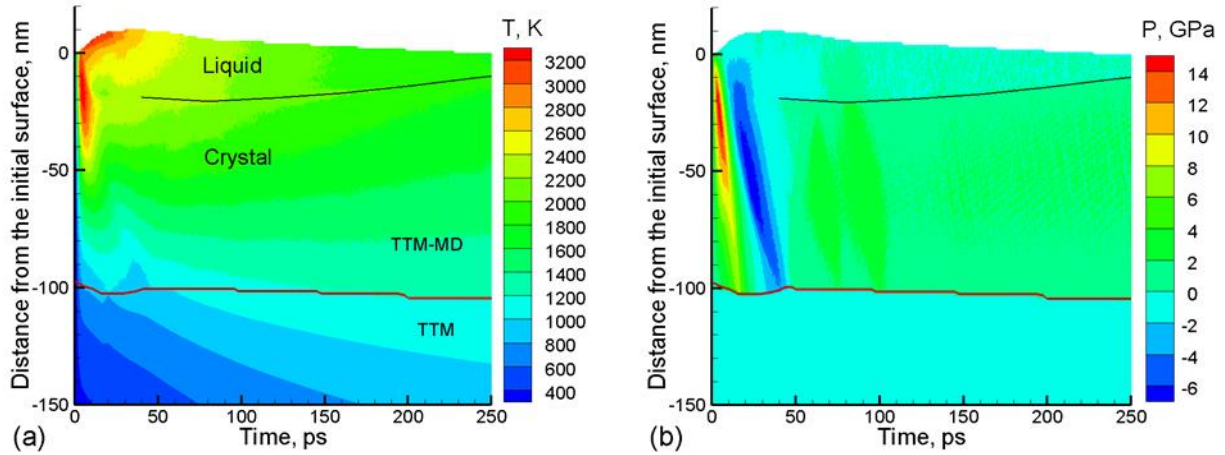 T, K
P, GPa
Distance from the initial surface, nm
0
-50
-100
-150
Liquid
Crystal
TTM-MD
TTM
3200
3000
2800
2600
2400
2200
2000
1800
1600
1400
1200
1000
800
600
400
0 50 100 150 200 250
(a) Time, ps
Distance from the initial surface, nm
0
-50
-100
-150
14
12
10
8
6
4
2
0
-2
-4
-6
0 50 100 150 200 250
(b) Time, ps